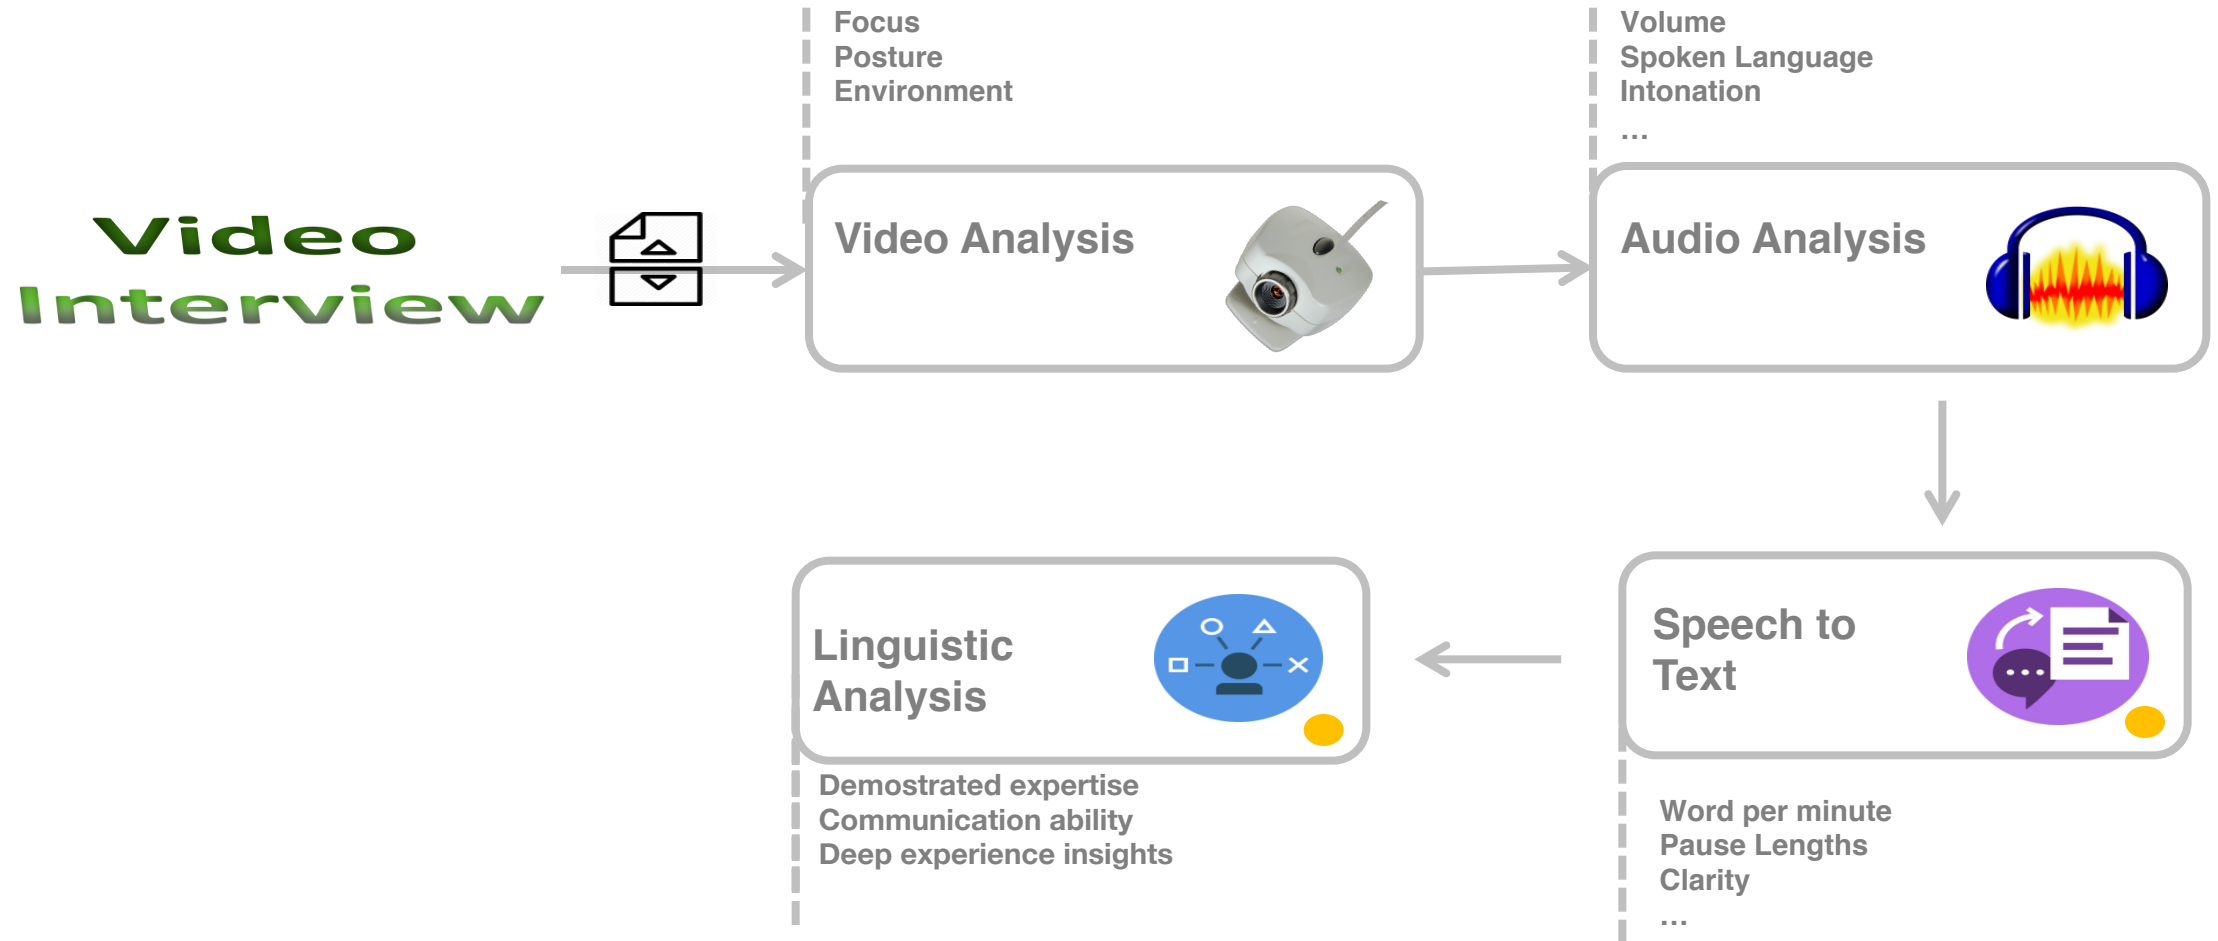 Focus
Posture
Environment
Volume
Spoken Language
Intonation
...
Video
Interview
Video Analysis
Audio Analysis
Speech to
Text
Word per minute
Pause Lengths
Clarity
...
Linguistic
Analysis
Demostrated expertise
Communication ability
Deep experience insights